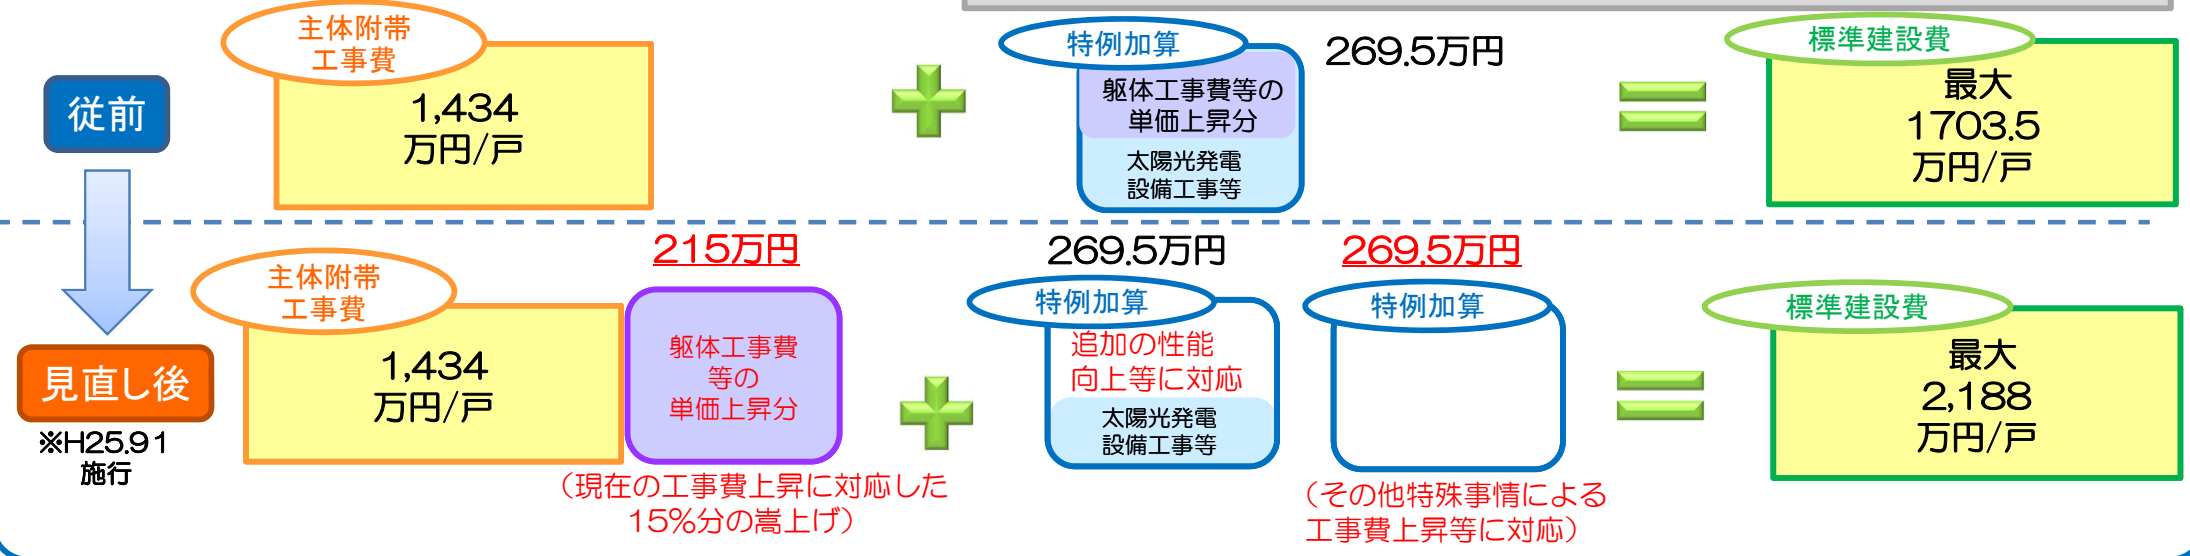 主体附帯
工事費
従前
1,434
万円/戸
特例加算
269.5万円
躯体工事費等の
単価上昇分
太陽光発電
設備工事等
標準建設費
最大
1703.5
万円/戸
見直し後
※H25.91
施行
主体附帯
工事費
1,434
万円/戸
215万円
躯体工事費
等の
単価上昇分
（現在の工事費上昇に対応した
15％分の嵩上げ）
269.5万円
特例加算
追加の性能
向上等に対応
太陽光発電
設備工事等
269.5万円
特例加算
（その他特殊事情による
工事費上昇等に対応）
標準建設費
最大
2,188
万円/戸